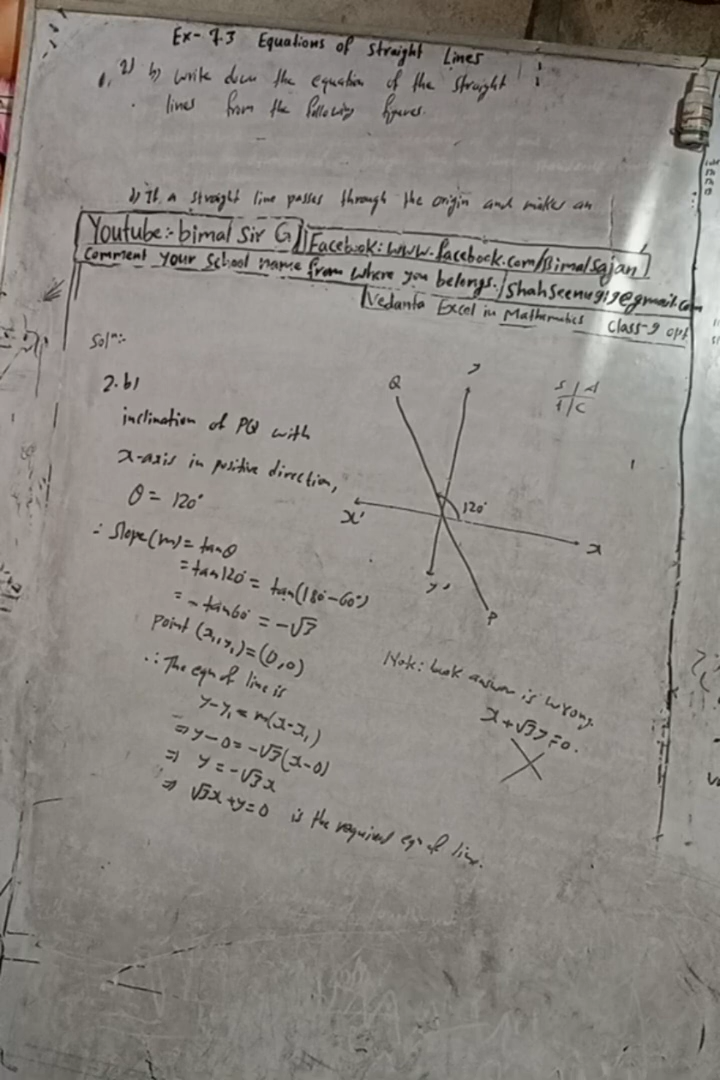 Ex- 7.3 Equations of Straight Lines
2) b) Write down the equation of the straight
lines from the following figures.
b) If a straight line passes through the origin and makes an
Youtube:- bimal Sir G
Facebook: www.facebook.com/Bimalsajan
Comment your School name from where you belongs.
Shahseenu919@gmail.com
Vedanta Excel in Mathematics Class-9 opt
Solⁿ:-
2.b)
inclination of PQ with
x-axis in positive direction,
θ = 120°
∴ Slope(m) = tanθ
= tan120° = tan(180°-60°)
= -tan60° = -√3
Point (x₁,y₁) = (0,0)
∴ The eqn of line is
y-y₁ = m(x-x₁)
⇒ y-0 = -√3(x-0)
⇒ y = -√3x
⇒ √3x+y=0 is the required eqn of line.
Q
y
S A
T C
120°
x'
x
y'
P
Note: book answer is wrong.
x+√3y=0.